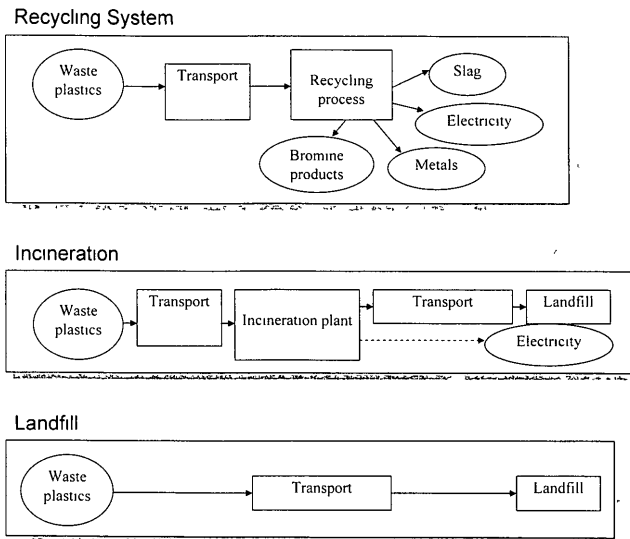 Recycling System
Waste
plastics
Transport
Recycling
process
Slag
Electricity
Bromine
products
Metals
Incineration
Waste
plastics
Transport
Incineration plant
Transport
Landfill
Electricity
Landfill
Waste
plastics
Transport
Landfill